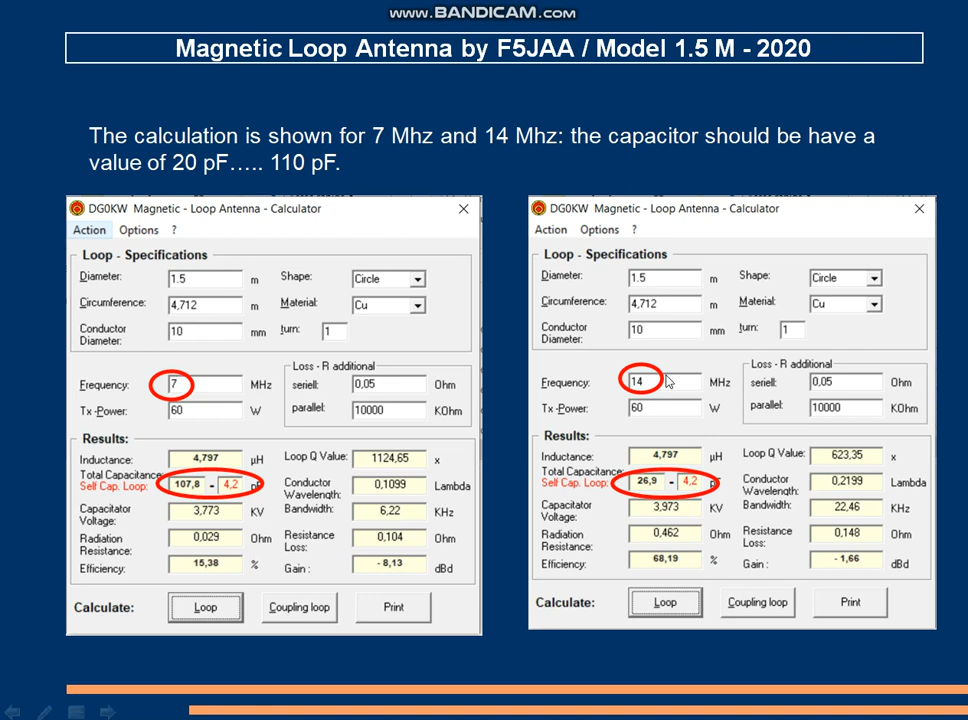 www.BANDICAM.com
Magnetic Loop Antenna by F5JAA / Model 1.5 M - 2020
The calculation is shown for 7 Mhz and 14 Mhz: the capacitor should be have a
value of 20 pF….. 110 pF.
DG0KW Magnetic - Loop Antenna - Calculator
Action Options ?
Loop - Specifications
Diameter: 1.5 m Shape: Circle
Circumference: 4,712 m Material: Cu
Conductor
Diameter: 10 mm turn: 1
Loss - R additional
Frequency: 7 MHz seriell: 0,05 Ohm
Tx -Power: 60 W parallel: 10000 KOhm
Results:
Inductance: 4,797 µH Loop Q Value: 1124,65 x
Total Capacitance:
Self Cap. Loop: 107,8 - 4,2 pF Conductor
Wavelength: 0,1099 Lambda
Capacitator
Voltage: 3,773 KV Bandwidth: 6,22 KHz
Radiation
Resistance: 0,029 Ohm Resistance
Loss: 0,104 Ohm
Efficiency: 15,38 % Gain : - 8,13 dBd
Calculate: Loop Coupling loop Print
DG0KW Magnetic - Loop Antenna - Calculator
Action Options ?
Loop - Specifications
Diameter: 1.5 m Shape: Circle
Circumference: 4,712 m Material: Cu
Conductor
Diameter: 10 mm turn: 1
Loss - R additional
Frequency: 14 MHz seriell: 0,05 Ohm
Tx -Power: 60 W parallel: 10000 KOhm
Results:
Inductance: 4,797 µH Loop Q Value: 623,35 x
Total Capacitance:
Self Cap. Loop: 26,9 - 4,2 pF Conductor
Wavelength: 0,2199 Lambda
Capacitator
Voltage: 3,973 KV Bandwidth: 22,46 KHz
Radiation
Resistance: 0,462 Ohm Resistance
Loss: 0,148 Ohm
Efficiency: 68,19 % Gain : - 1,66 dBd
Calculate: Loop Coupling loop Print